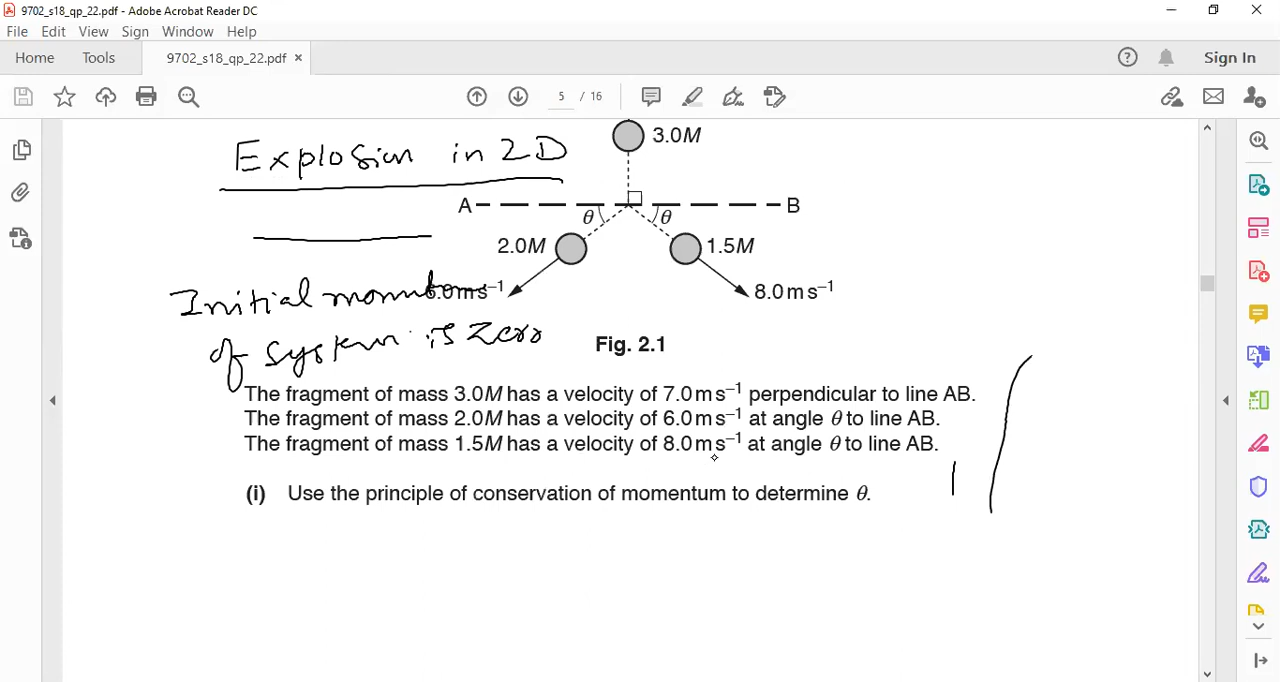 9702_s18_qp_22.pdf - Adobe Acrobat Reader DC
File Edit View Sign Window Help
Home Tools 9702_s18_qp_22.pdf × Sign In
5 / 16
Explosion in 2D
3.0M
A B
θ θ
2.0M 1.5M
6.0 m s⁻¹ 8.0 m s⁻¹
Initial momentum
of system is zero
Fig. 2.1
The fragment of mass 3.0M has a velocity of 7.0 m s⁻¹ perpendicular to line AB.
The fragment of mass 2.0M has a velocity of 6.0 m s⁻¹ at angle θ to line AB.
The fragment of mass 1.5M has a velocity of 8.0 m s⁻¹ at angle θ to line AB.
(i) Use the principle of conservation of momentum to determine θ.